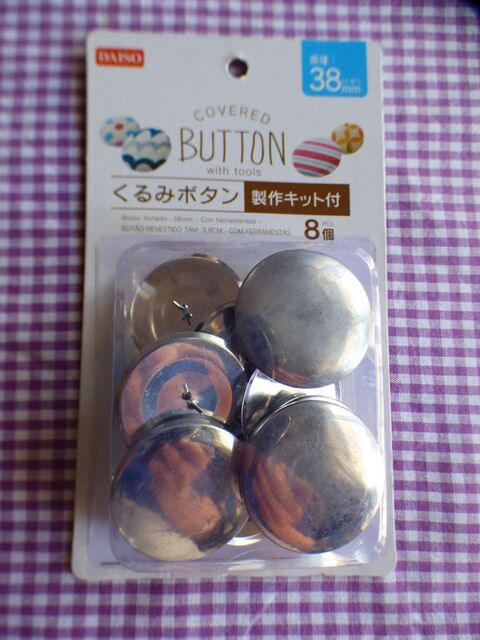 DAISO
直径:
38mm
COVERED
BUTTON
with tools
くるみボタン 製作キット付
Botón forrado - 38mm - Con herramientas -
BOTÃO REVESTIDO TAM. 3,8CM - COM FERRAMENTAS
8 PCS 個